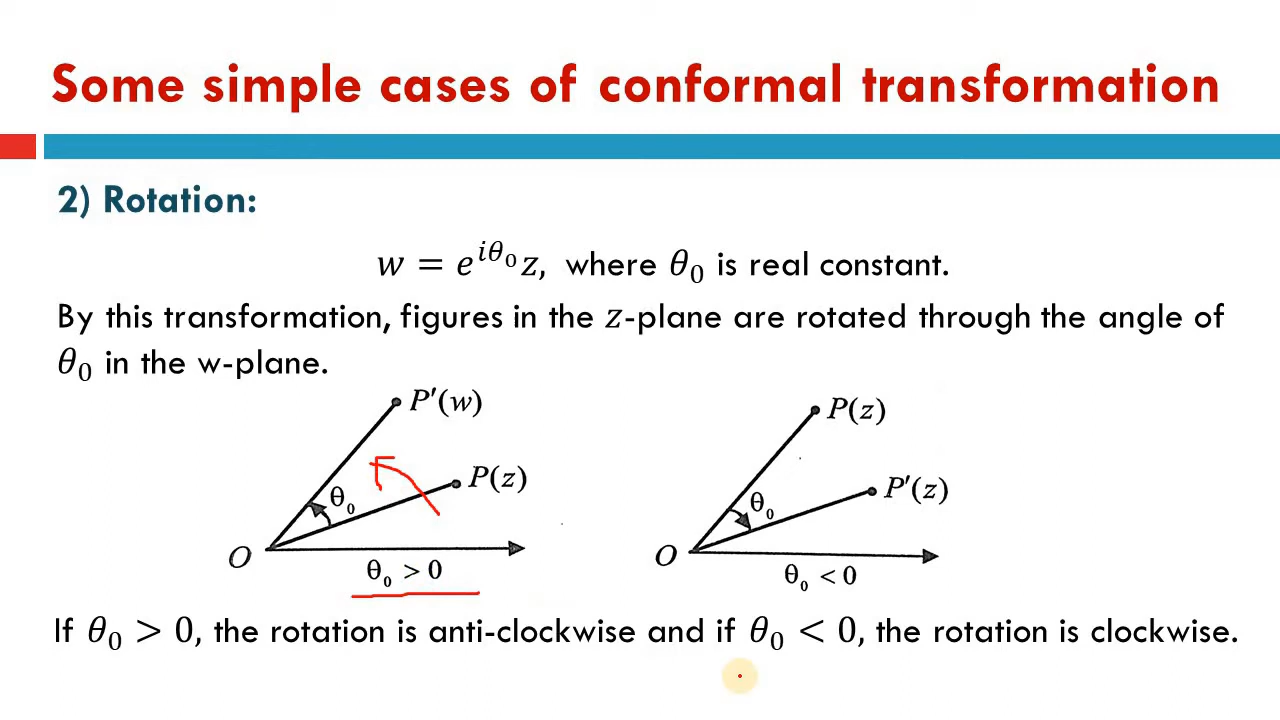 Some simple cases of conformal transformation
2) Rotation:
w = e^{iθ₀}z, where θ₀ is real constant.
By this transformation, figures in the z-plane are rotated through the angle of
θ₀ in the w-plane.
P′(w)
P(z)
θ₀
O
θ₀ > 0
P(z)
P′(z)
θ₀
O
θ₀ < 0
If θ₀ > 0, the rotation is anti-clockwise and if θ₀ < 0, the rotation is clockwise.